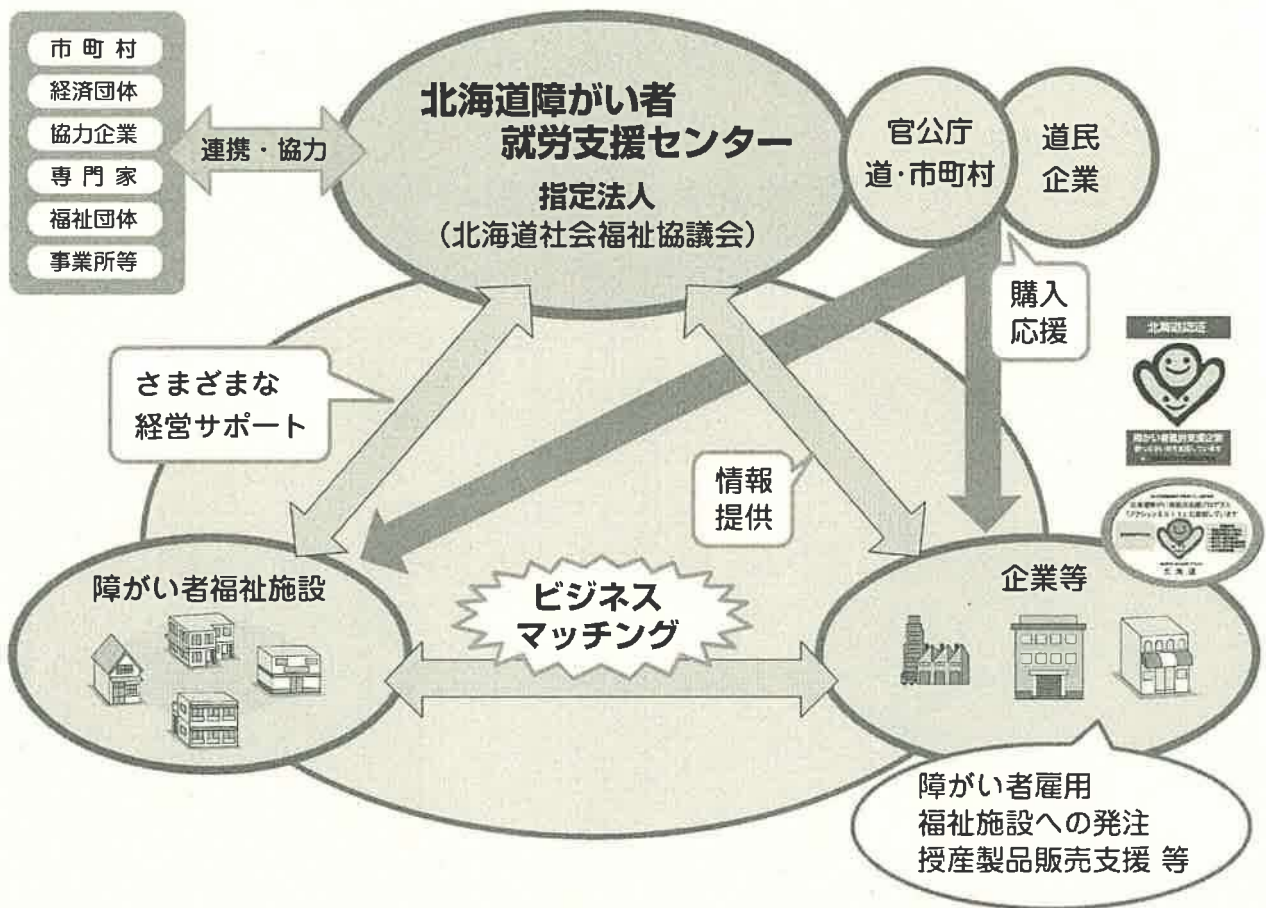 市町村
経済団体
協力企業
専門家
福祉団体
事業所等
連携・協力
北海道障がい者
就労支援センター
指定法人
(北海道社会福祉協議会)
官公庁
道・市町村
道民
企業
購入
応援
さまざまな
経営サポート
情報
提供
北海道認証
障がい者福祉施設
ビジネス
マッチング
企業等
北海道
障がい者雇用
福祉施設への発注
授産製品販売支援 等